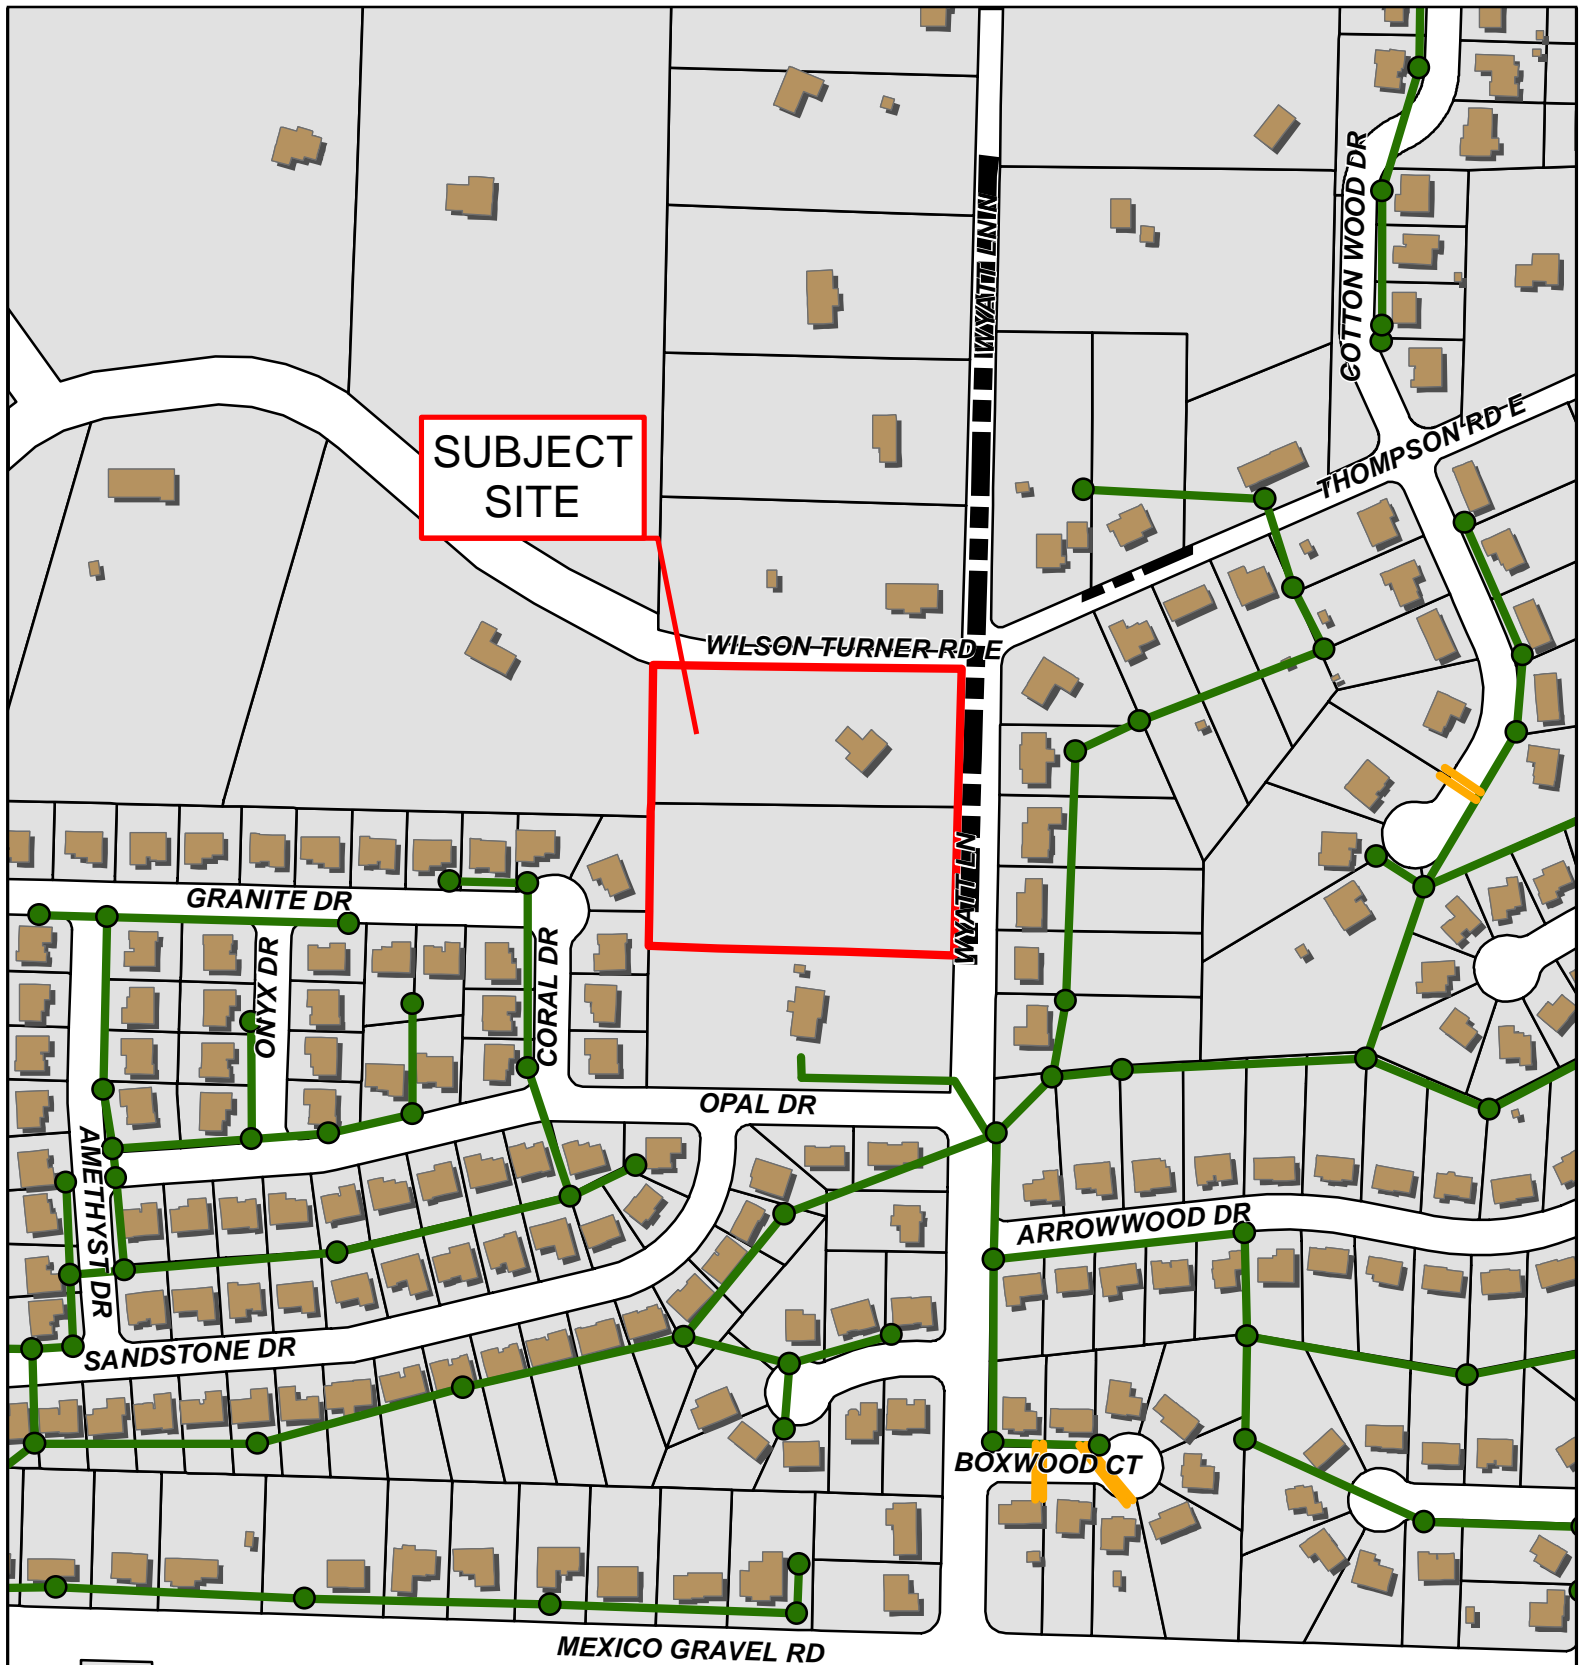 WYATT LN N
COTTON WOOD DR
THOMPSON RD E
SUBJECT
SITE
WILSON TURNER RD E
WYATT LN
GRANITE DR
ONYX DR
CORAL DR
OPAL DR
AMETHYST DR
ARROWWOOD DR
SANDSTONE DR
BOXWOOD CT
MEXICO GRAVEL RD